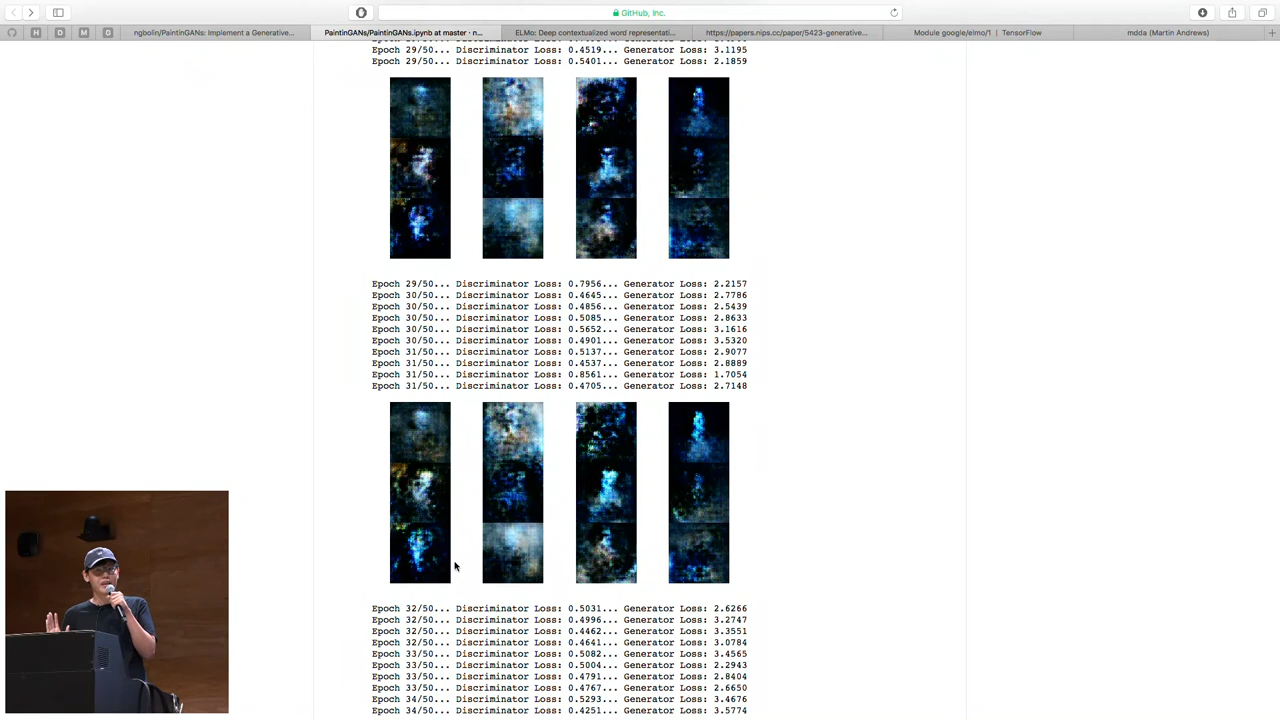 GitHub, Inc.
H D M G
ngbolin/PaintinGANs: Implement a Generative...
PaintinGANs/PaintinGANs.ipynb at master · n...
ELMo: Deep contextualized word representati...
https://papers.nips.cc/paper/5423-generative...
Module google/elmo/1 | TensorFlow
mdda (Martin Andrews)
Epoch 29/50... Discriminator Loss: 0.4519... Generator Loss: 3.1195
Epoch 29/50... Discriminator Loss: 0.5401... Generator Loss: 2.1859
Epoch 29/50... Discriminator Loss: 0.7956... Generator Loss: 2.2157
Epoch 30/50... Discriminator Loss: 0.4645... Generator Loss: 2.7786
Epoch 30/50... Discriminator Loss: 0.4856... Generator Loss: 2.5439
Epoch 30/50... Discriminator Loss: 0.5085... Generator Loss: 2.8633
Epoch 30/50... Discriminator Loss: 0.5652... Generator Loss: 3.1616
Epoch 30/50... Discriminator Loss: 0.4901... Generator Loss: 3.5320
Epoch 31/50... Discriminator Loss: 0.5137... Generator Loss: 2.9077
Epoch 31/50... Discriminator Loss: 0.4537... Generator Loss: 2.8889
Epoch 31/50... Discriminator Loss: 0.8561... Generator Loss: 1.7054
Epoch 31/50... Discriminator Loss: 0.4705... Generator Loss: 2.7148
Epoch 32/50... Discriminator Loss: 0.5031... Generator Loss: 2.6266
Epoch 32/50... Discriminator Loss: 0.4996... Generator Loss: 3.2747
Epoch 32/50... Discriminator Loss: 0.4462... Generator Loss: 3.3551
Epoch 32/50... Discriminator Loss: 0.4641... Generator Loss: 3.0784
Epoch 33/50... Discriminator Loss: 0.5082... Generator Loss: 3.4565
Epoch 33/50... Discriminator Loss: 0.5004... Generator Loss: 2.2943
Epoch 33/50... Discriminator Loss: 0.4791... Generator Loss: 2.8404
Epoch 33/50... Discriminator Loss: 0.4767... Generator Loss: 2.6650
Epoch 34/50... Discriminator Loss: 0.5293... Generator Loss: 3.4676
Epoch 34/50... Discriminator Loss: 0.4251... Generator Loss: 3.5774